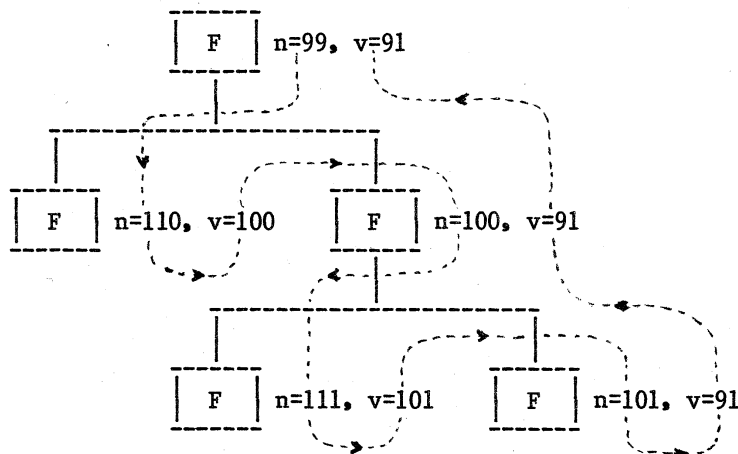 F n=99, v=91
F n=110, v=100 F n=100, v=91
F n=111, v=101 F n=101, v=91